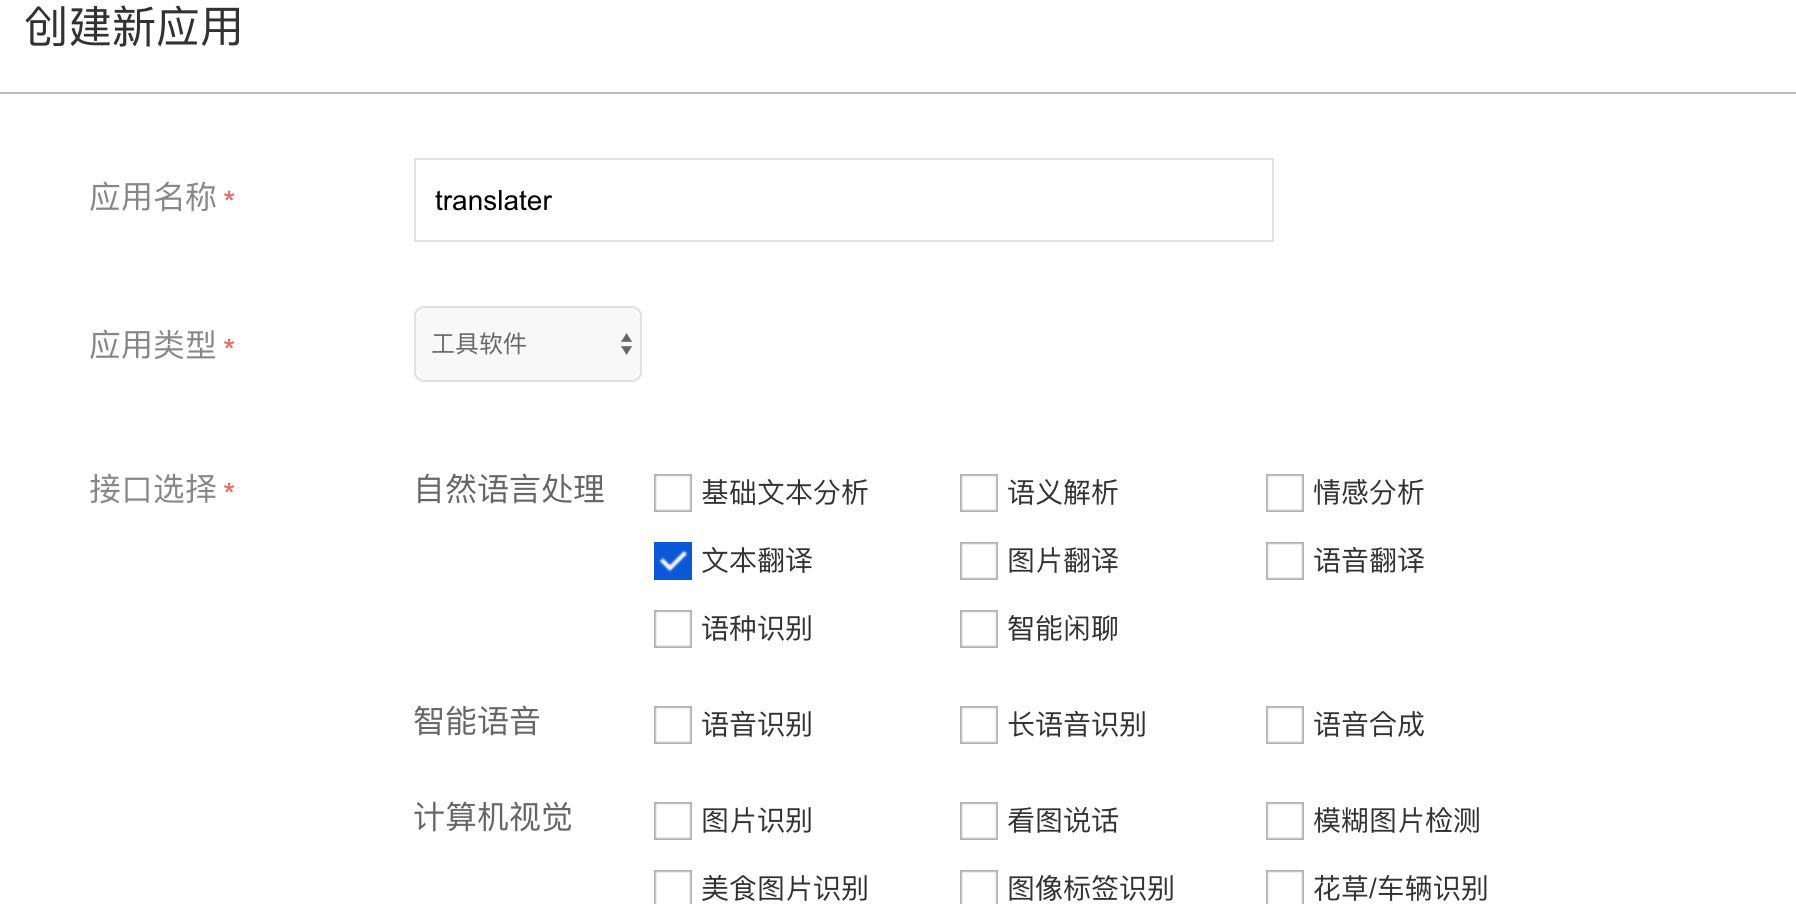 创建新应用
应用名称 *
translater
应用类型 *
工具软件
接口选择 *
自然语言处理 基础文本分析 语义解析 情感分析
文本翻译 图片翻译 语音翻译
语种识别 智能闲聊
智能语音 语音识别 长语音识别 语音合成
计算机视觉 图片识别 看图说话 模糊图片检测
美食图片识别 图像标签识别 花草/车辆识别